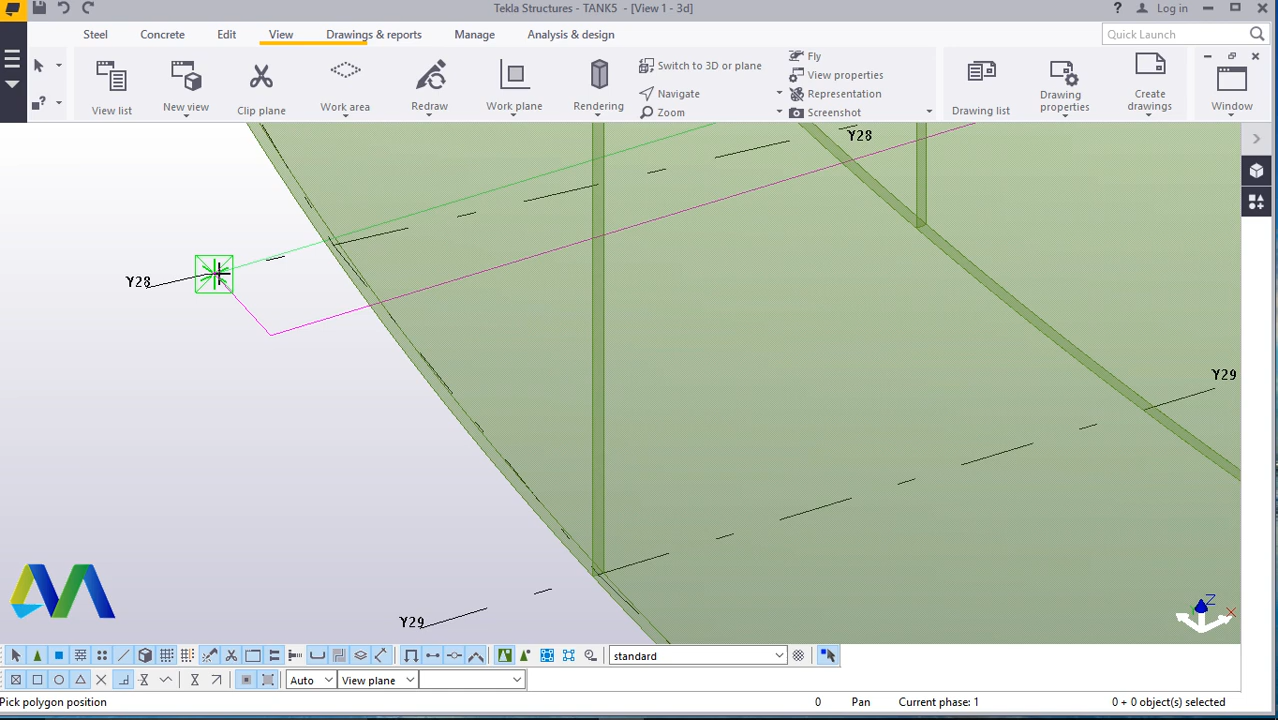 Tekla Structures - TANK5 - [View 1 - 3d]
Log in
Steel Concrete Edit View Drawings & reports Manage Analysis & design
Quick Launch
View list
New view
Clip plane
Work area
Redraw
Work plane
Rendering
Switch to 3D or plane
Navigate
Zoom
Fly
View properties
Representation
Screenshot
Drawing list
Drawing properties
Create drawings
Window
Y28
Y28
Y29
Y29
Z
X
standard
Auto View plane
Pick polygon position 0 Pan Current phase: 1 0 + 0 object(s) selected